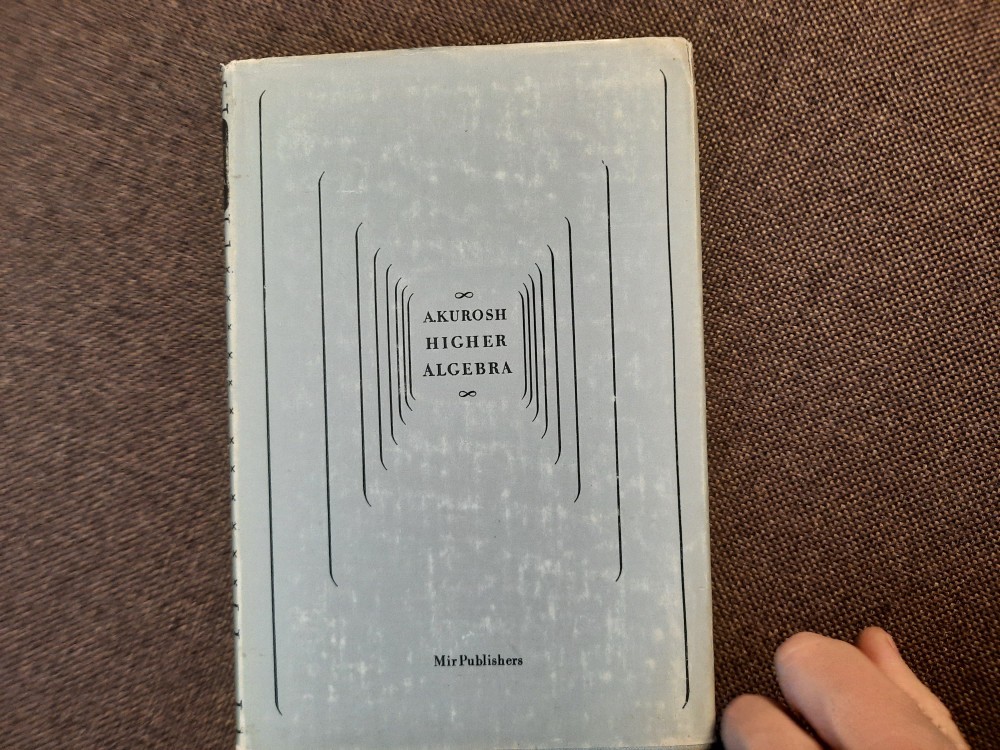 ∞
A.KUROSH
HIGHER
ALGEBRA
∞
Mir Publishers